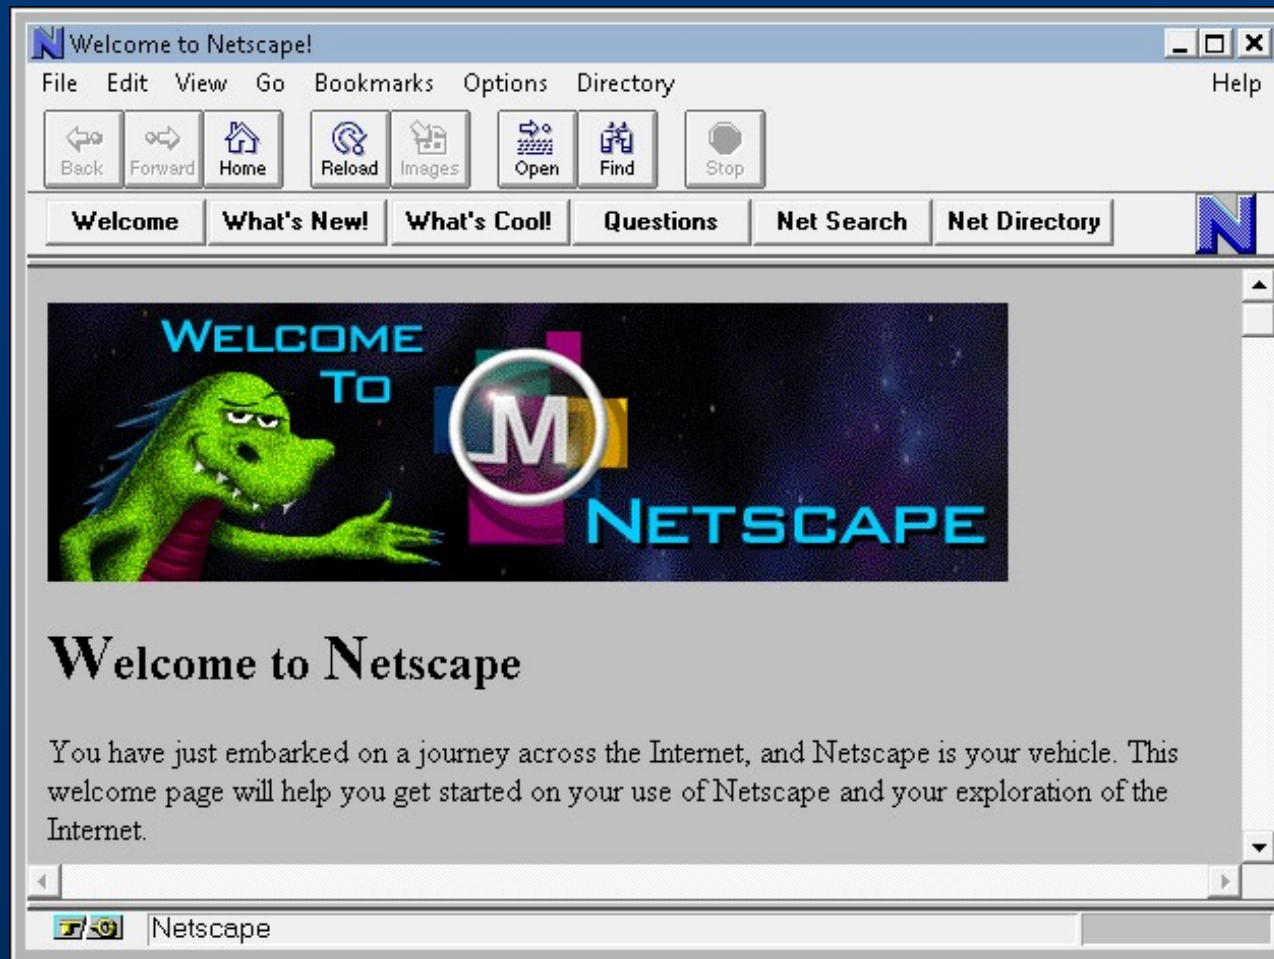 N Welcome to Netscape!
File Edit View Go Bookmarks Options Directory Help
Back Forward Home Reload Images Open Find Stop
Welcome What's New! What's Cool! Questions Net Search Net Directory N
WELCOME
TO
M
NETSCAPE
Welcome to Netscape
You have just embarked on a journey across the Internet, and Netscape is your vehicle. This
welcome page will help you get started on your use of Netscape and your exploration of the
Internet.
Netscape